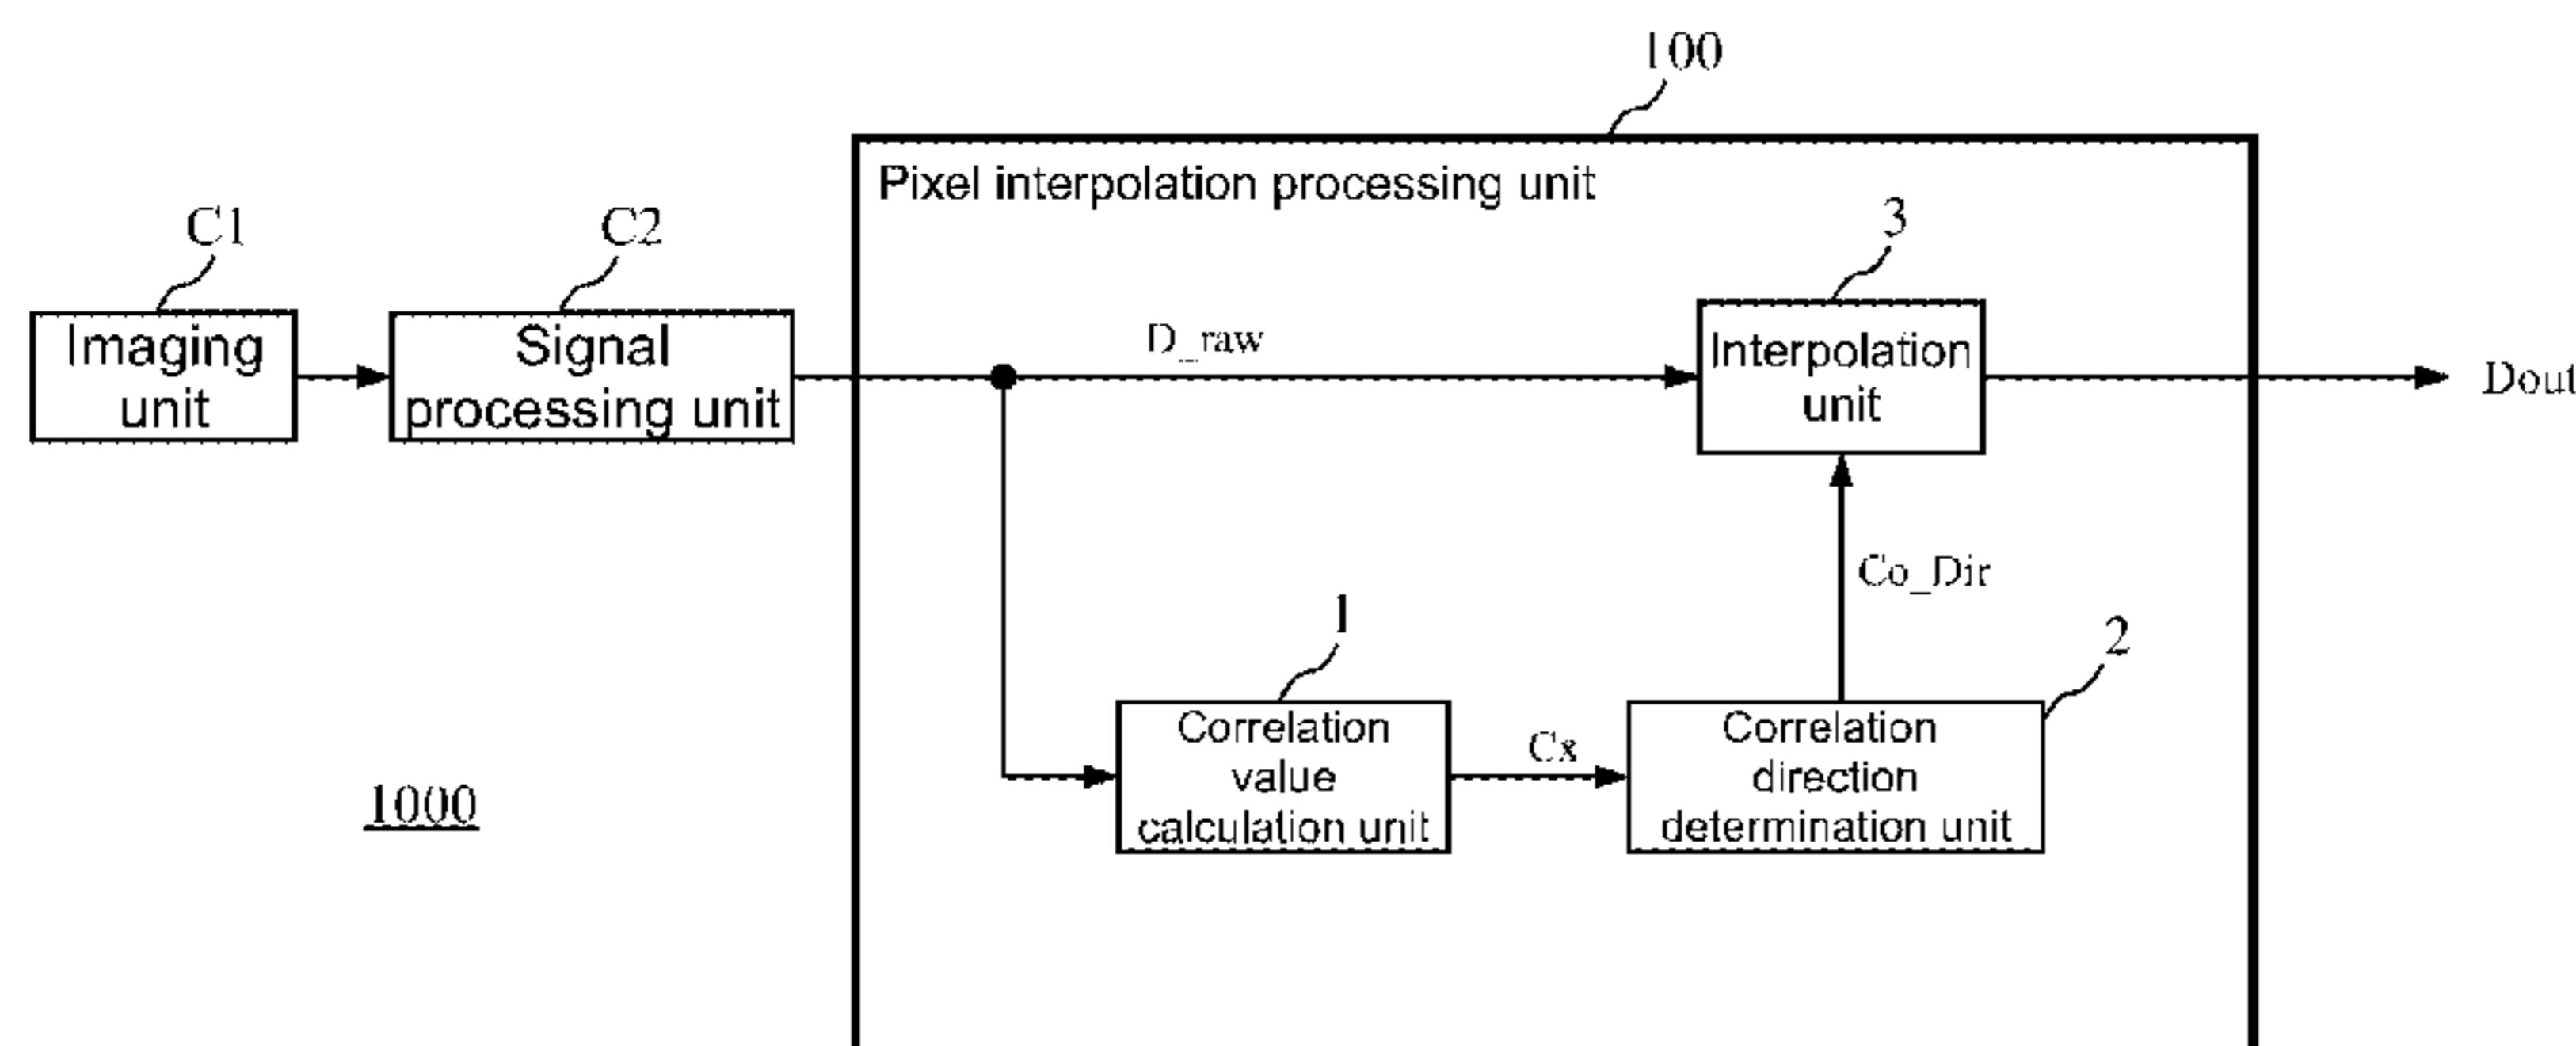 100
Pixel interpolation processing unit
C1
C2
3
Imaging
unit
Signal
processing unit
D_raw
Interpolation
unit
Dout
Co_Dir
1
2
Correlation
value
calculation unit
Cx
Correlation
direction
determination unit
1000